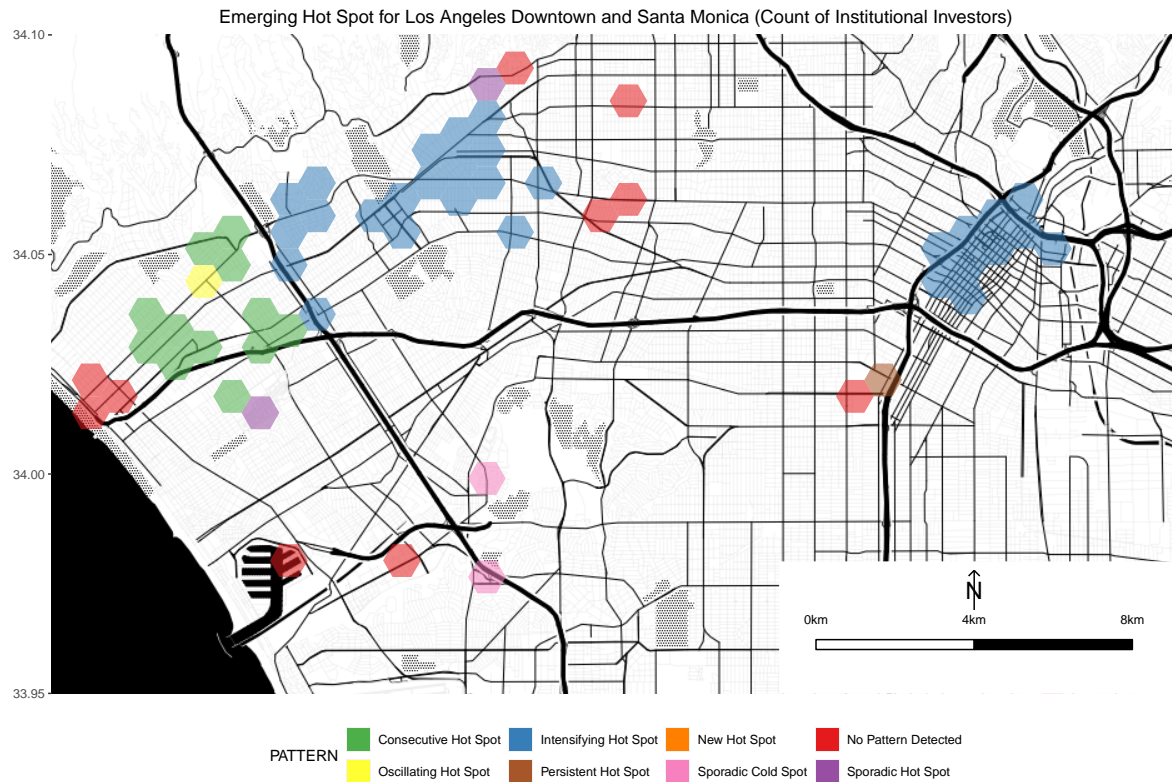 Emerging Hot Spot for Los Angeles Downtown and Santa Monica (Count of Institutional Investors)
34.10
34.05
34.00
33.95
N
0km 4km 8km
PATTERN
Consecutive Hot Spot Intensifying Hot Spot New Hot Spot No Pattern Detected
Oscillating Hot Spot Persistent Hot Spot Sporadic Cold Spot Sporadic Hot Spot